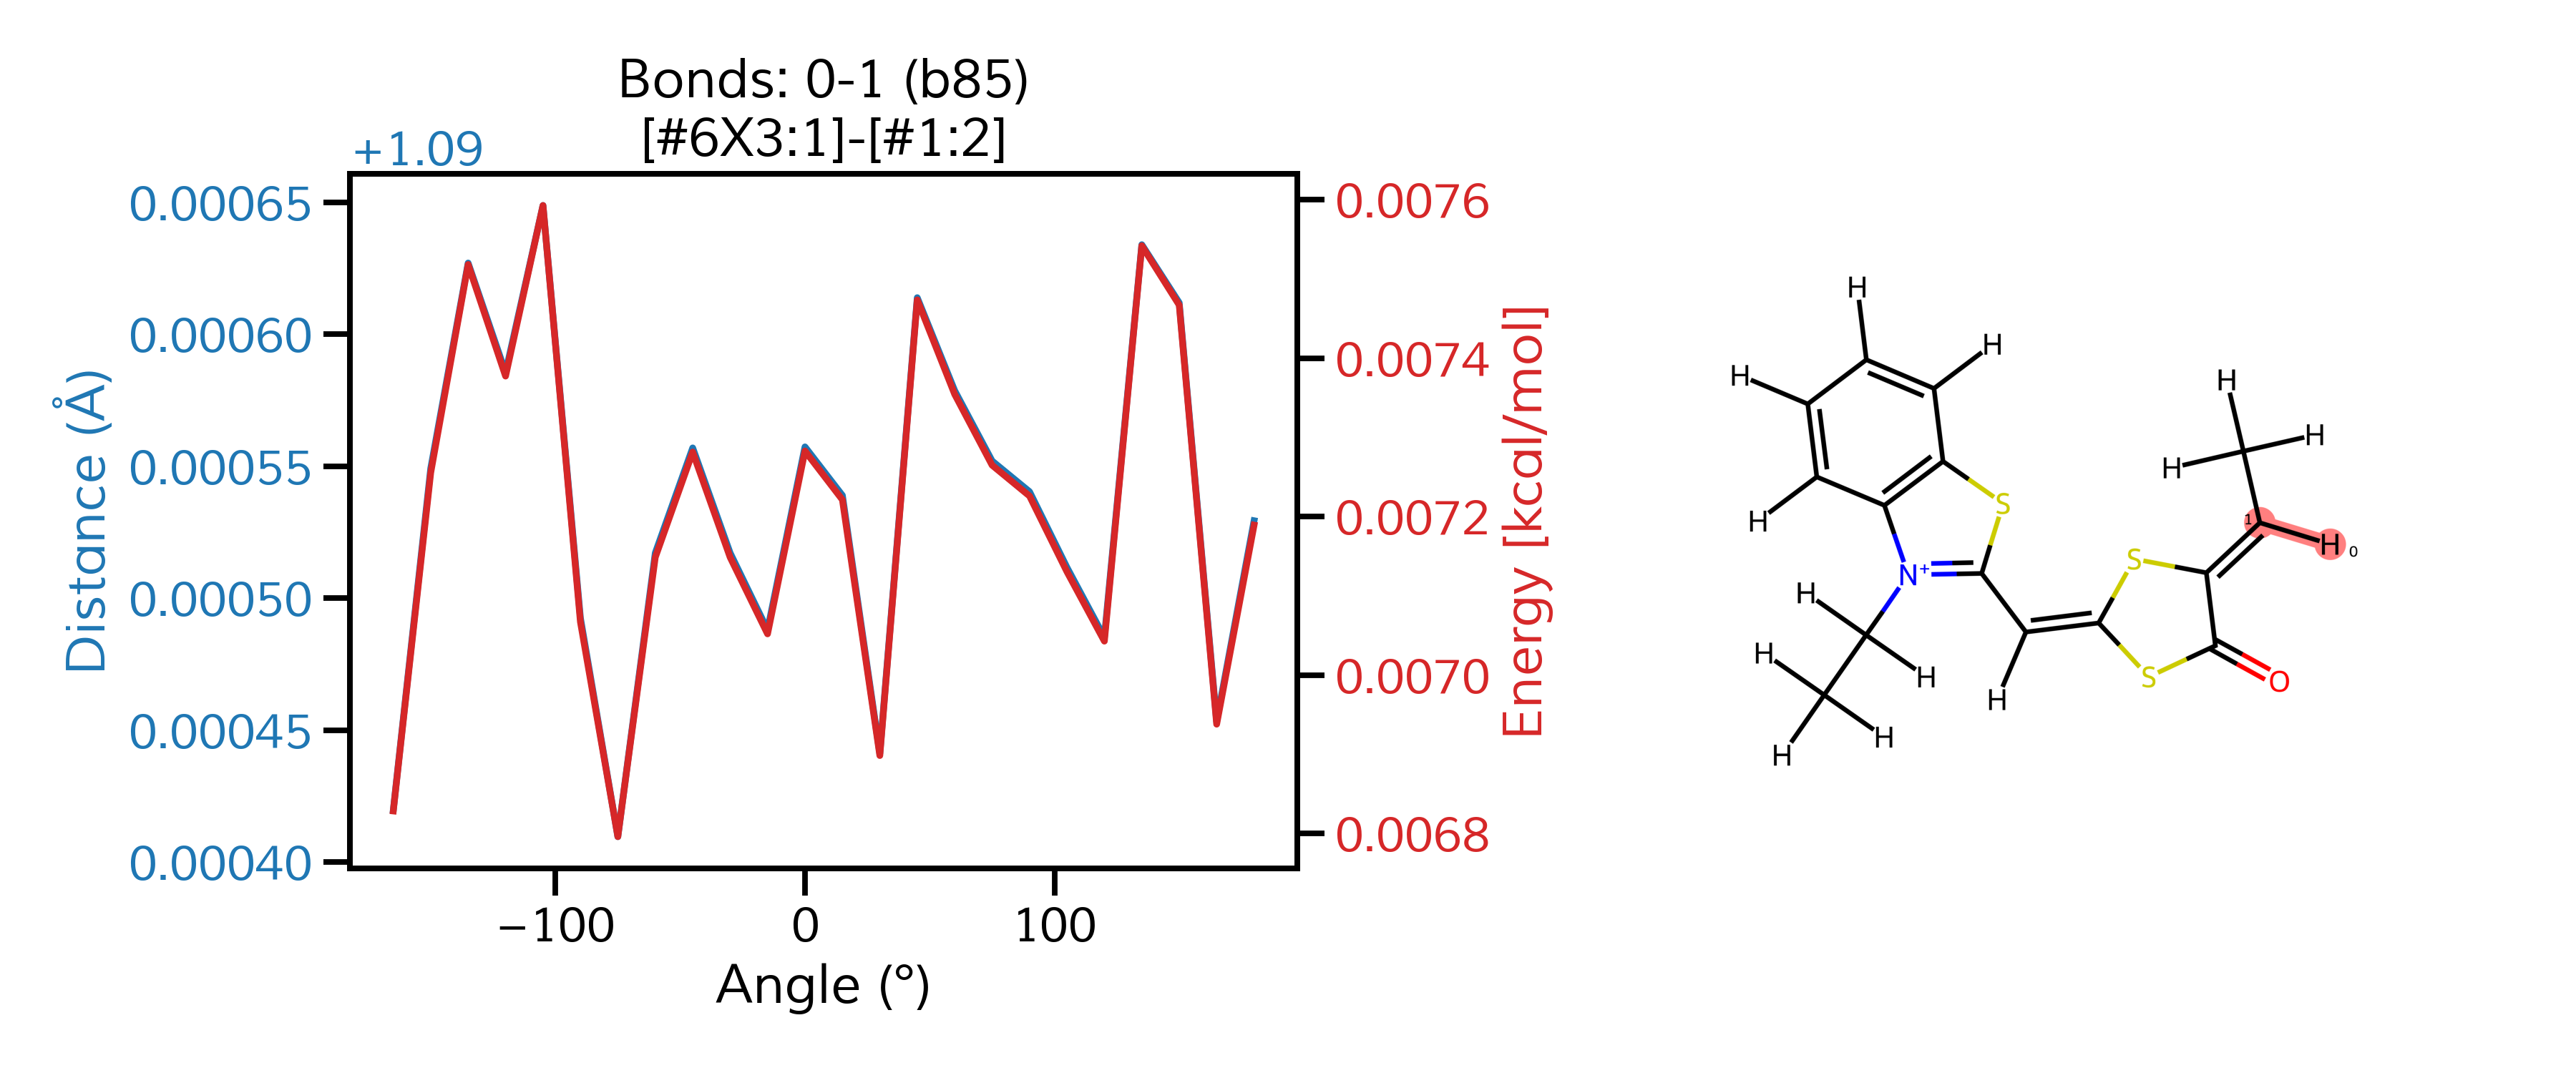 Bonds: 0-1 (b85)
[#6X3:1]-[#1:2]
+1.09
0.00065
0.00060
0.00055
0.00050
0.00045
0.00040
Distance (Å)
−100
0
100
Angle (°)
0.0076
0.0074
0.0072
0.0070
0.0068
Energy [kcal/mol]
H
H
H
H
S
N+
H
H
H
H
H
H
S
S
O
H
H
H
1
H 0